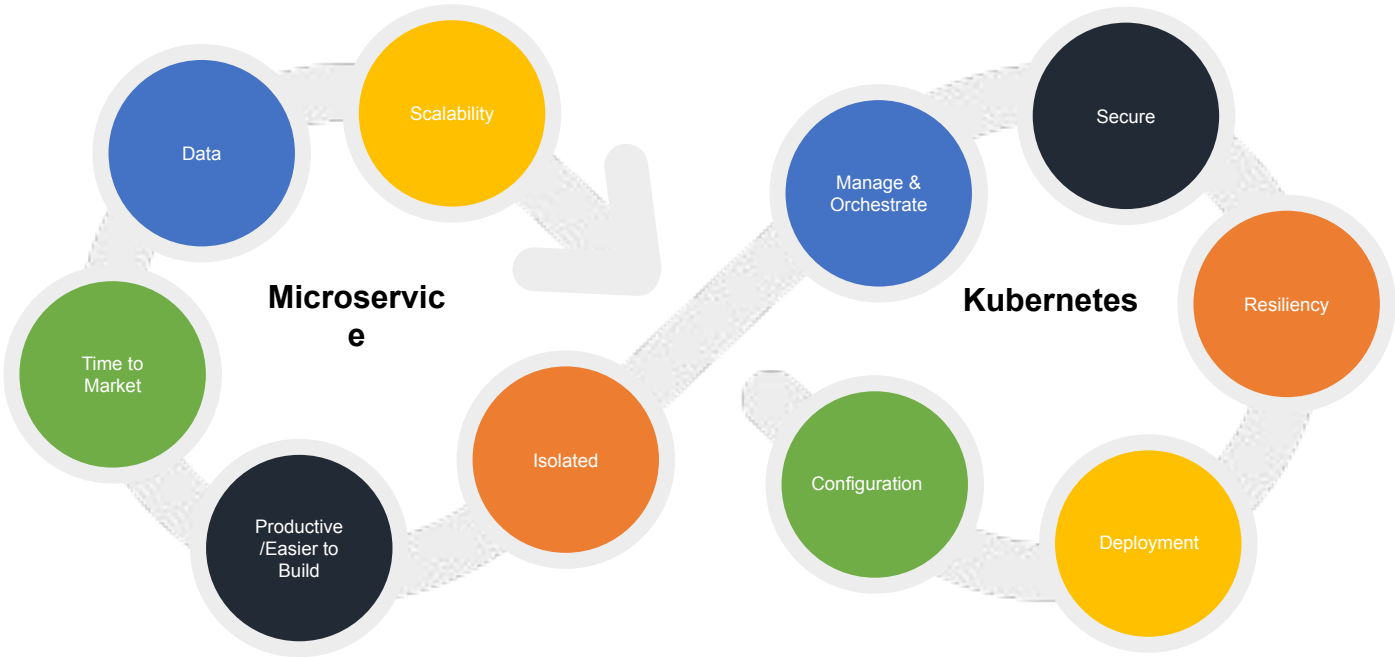 Scalability
Data
Microservic
e
Time to
Market
Productive
/Easier to
Build
Isolated
Manage &
Orchestrate
Secure
Kubernetes
Resiliency
Configuration
Deployment